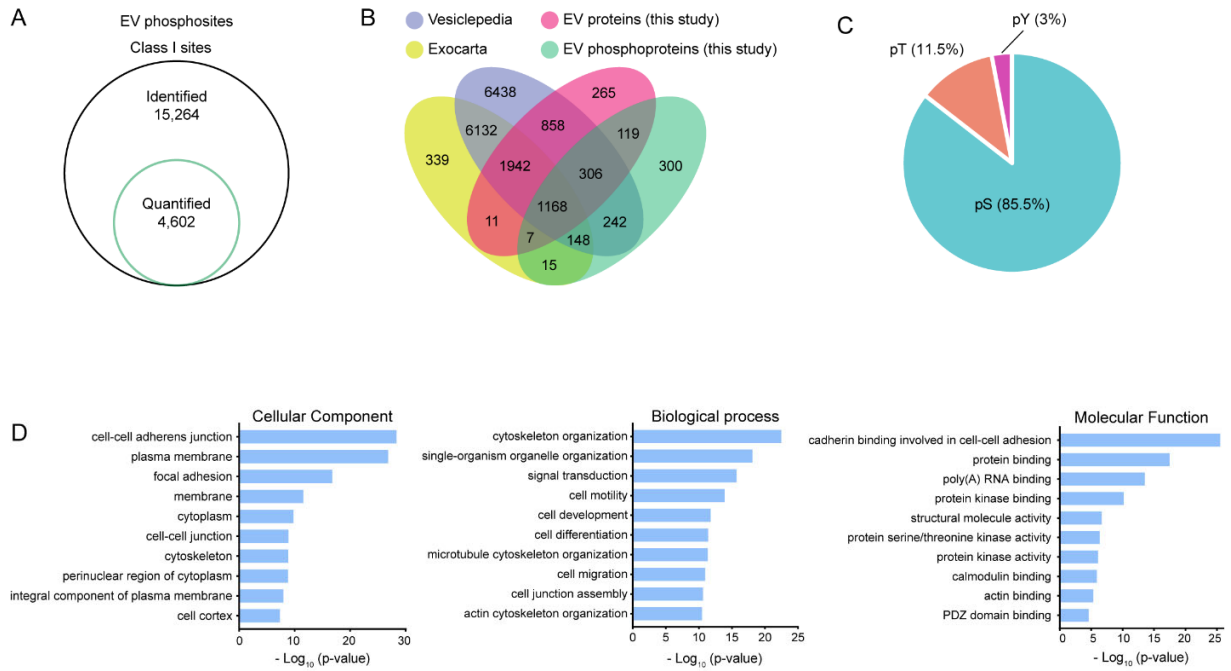 A
EV phosphosites
Class I sites
Identified
15,264
Quantified
4,602
B
Vesiclepedia
EV proteins (this study)
Exocarta
EV phosphoproteins (this study)
6438
265
6132
858
119
339
1942
306
300
1168
11
7
148
242
15
C
pY (3%)
pT (11.5%)
pS (85.5%)
D
Cellular Component
cell-cell adherens junction
plasma membrane
focal adhesion
membrane
cytoplasm
cell-cell junction
cytoskeleton
perinuclear region of cytoplasm
integral component of plasma membrane
cell cortex
0 10 20 30
- Log10 (p-value)
Biological process
cytoskeleton organization
single-organism organelle organization
signal transduction
cell motility
cell development
cell differentiation
microtubule cytoskeleton organization
cell migration
cell junction assembly
actin cytoskeleton organization
0 5 10 15 20 25
- Log10 (p-value)
Molecular Function
cadherin binding involved in cell-cell adhesion
protein binding
poly(A) RNA binding
protein kinase binding
structural molecule activity
protein serine/threonine kinase activity
protein kinase activity
calmodulin binding
actin binding
PDZ domain binding
0 5 10 15 20 25
- Log10 (p-value)